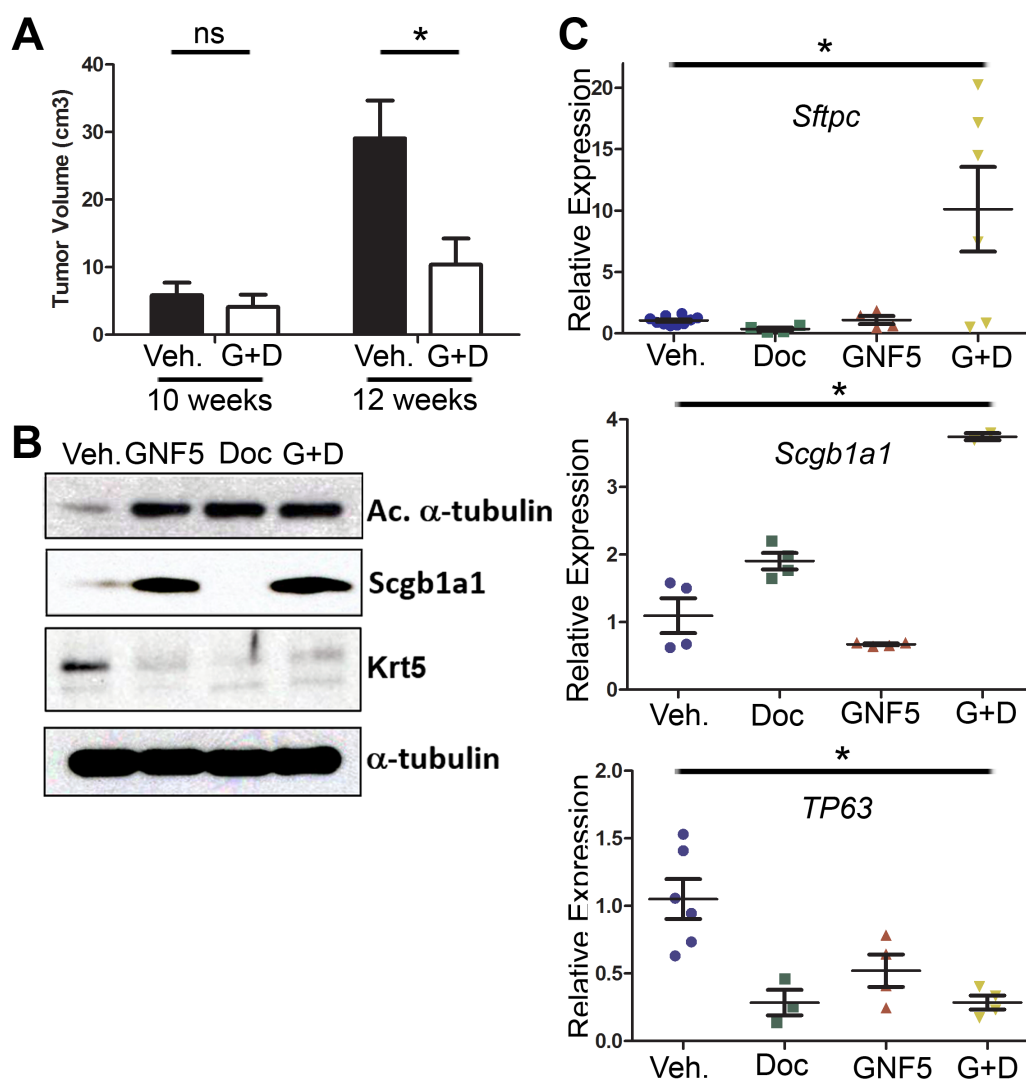 A
ns
*
40
30
20
10
0
Tumor Volume (cm3)
Veh. G+D Veh. G+D
10 weeks 12 weeks
B
Veh. GNF5 Doc G+D
Ac. α-tubulin
Scgb1a1
Krt5
α-tubulin
C
*
Sftpc
Relative Expression
20
15
10
5
0
Veh. Doc GNF5 G+D
*
Scgb1a1
Relative Expression
4
3
2
1
0
Veh. Doc GNF5 G+D
*
TP63
Relative Expression
2.0
1.5
1.0
0.5
0.0
Veh. Doc GNF5 G+D